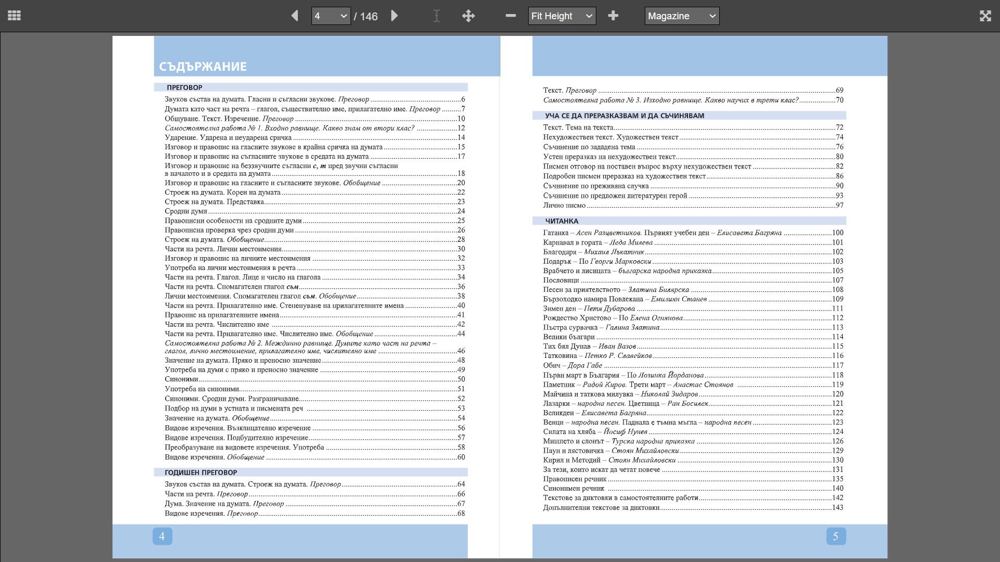 4 / 146 Fit Height Magazine
СЪДЪРЖАНИЕ
ПРЕГОВОР
Звуков състав на думата. Гласни и съгласни звукове. Преговор ..........6
Думата като част на речта – глагол, съществително име, прилагателно име. Преговор ..........7
Общуване. Текст. Изречение. Преговор ..........10
Самостоятелна работа № 1. Входно равнище. Какво знам от втори клас? ..........12
Ударение. Ударена и неударена сричка ..........14
Изговор и правопис на гласните звукове в крайна сричка на думата ..........15
Изговор и правопис на съгласните звукове в средата на думата ..........17
Изговор и правопис на беззвучните съгласни с, т пред звучни съгласни
в началото и в средата на думата ..........18
Изговор и правопис на гласните и съгласните звукове. Обобщение ..........20
Строеж на думата. Корен на думата ..........22
Строеж на думата. Представка ..........23
Сродни думи ..........24
Правописни особености на сродните думи ..........25
Правописна проверка чрез сродни думи ..........26
Строеж на думата. Обобщение ..........28
Части на речта. Лични местоимения ..........30
Изговор и правопис на личните местоимения ..........32
Употреба на лични местоимения в речта ..........33
Части на речта. Глагол. Лице и число на глагола ..........34
Части на речта. Спомагателен глагол съм ..........36
Лични местоимения. Спомагателен глагол съм. Обобщение ..........38
Части на речта. Прилагателно име. Степенуване на прилагателните имена ..........40
Правопис на прилагателните имена ..........41
Части на речта. Числително име ..........42
Части на речта. Прилагателно име. Числително име. Обобщение ..........44
Самостоятелна работа № 2. Междинно равнище. Думите като част на речта –
глагол, лично местоимение, прилагателно име, числително име ..........46
Значение на думата. Пряко и преносно значение ..........48
Употреба на думи с пряко и преносно значение ..........49
Синоними ..........50
Употреба на синоними ..........51
Синоними. Сродни думи. Разграничаване ..........52
Подбор на думи в устната и писмената реч ..........53
Значение на думата. Обобщение ..........54
Видове изречения. Възклицателно изречение ..........56
Видове изречения. Подбудително изречение ..........57
Преобразуване на видовете изречения. Употреба ..........58
Видове изречения. Обобщение ..........60
ГОДИШЕН ПРЕГОВОР
Звуков състав на думата. Строеж на думата. Преговор ..........64
Части на речта. Преговор ..........66
Дума. Значение на думата. Преговор ..........67
Видове изречения. Преговор ..........68
4
Текст. Преговор ..........69
Самостоятелна работа № 3. Изходно равнище. Какво научих в трети клас? ..........70
УЧА СЕ ДА ПРЕРАЗКАЗВАМ И ДА СЪЧИНЯВАМ
Текст. Тема на текста ..........72
Нехудожествен текст. Художествен текст ..........74
Съчинение по зададена тема ..........76
Устен преразказ на нехудожествен текст ..........80
Писмен отговор на поставен въпрос върху нехудожествен текст ..........82
Подробен писмен преразказ на художествен текст ..........86
Съчинение по преживяна случка ..........90
Съчинение по предложен литературен герой ..........93
Лично писмо ..........97
ЧИТАНКА
Гатанка – Асен Разцветников. Първият учебен ден – Елисавета Багряна ..........100
Карнавал в гората – Леда Милева ..........101
Благодаря – Михаил Лъкатник ..........102
Подарък – По Георги Марковски ..........103
Врабчето и лисицата – българска народна приказка ..........105
Пословици ..........107
Песен за приятелството – Златина Билярска ..........108
Бързоходко намира Повлекана – Емилиян Станев ..........109
Зимен ден – Петя Дубарова ..........111
Рождество Христово – По Елена Огнянова ..........112
Пъстра сурвачка – Галина Златина ..........113
Велики българи ..........114
Тих бял Дунав – Иван Вазов ..........115
Татковина – Петко Р. Славейков ..........116
Обич – Дора Габе ..........117
Първи март в България – По Лозинка Йорданова ..........118
Паметник – Радой Киров. Трети март – Анастас Стоянов ..........119
Майчина и таткова милувка – Николай Зидаров ..........120
Лазарки – народна песен. Цветница – Ран Босилек ..........121
Великден – Елисавета Багряна ..........122
Венци – народна песен. Паднала е тъмна мъгла – народна песен ..........123
Силата на хляба – Йосиф Нунев ..........124
Мишлето и слонът – Турска народна приказка ..........126
Паун и лястовичка – Стоян Михайловски ..........129
Кирил и Методий – Стоян Михайловски ..........130
За тези, които искат да четат повече ..........131
Правописен речник ..........135
Синонимен речник ..........140
Текстове за диктовки в самостоятелните работи ..........142
Допълнителни текстове за диктовки ..........143
5